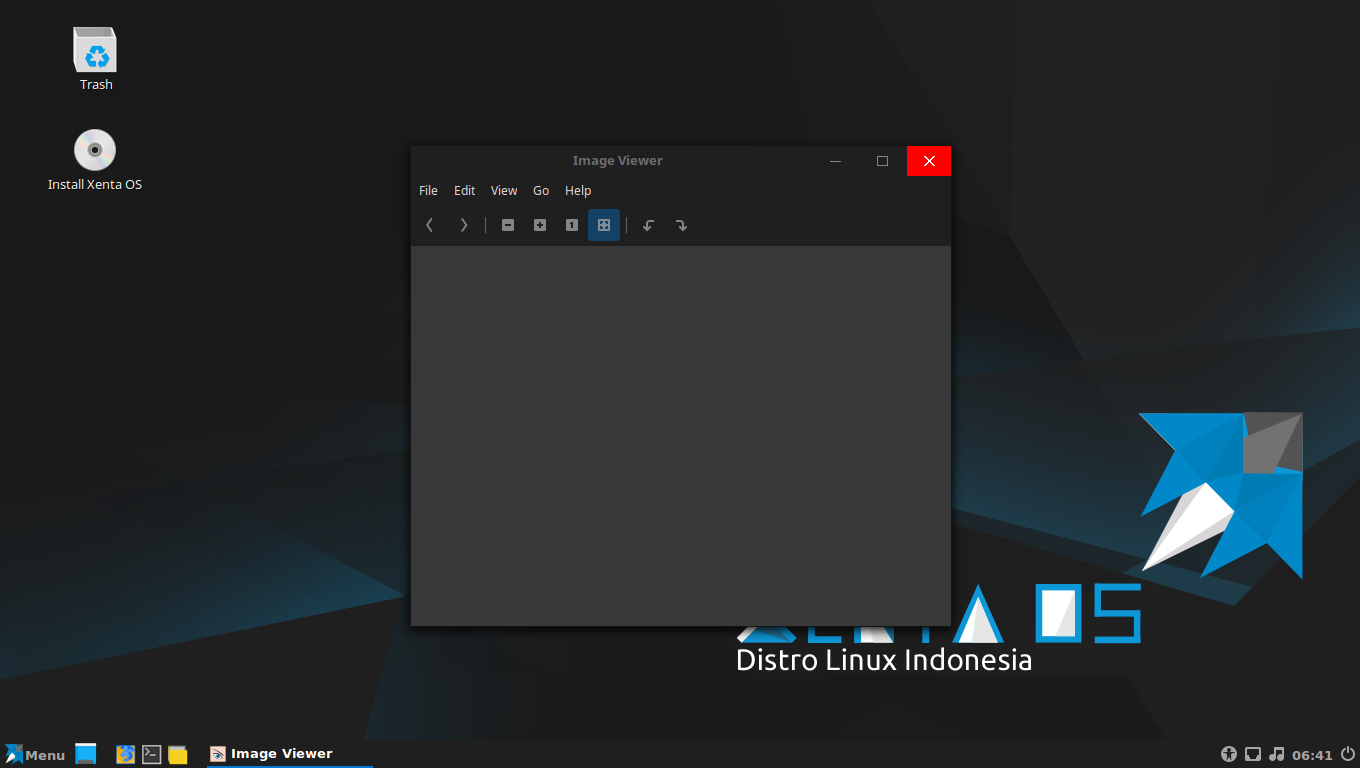 Trash
Install Xenta OS
Image Viewer
File Edit View Go Help
1
OS
Distro Linux Indonesia
Menu
Image Viewer
06:41